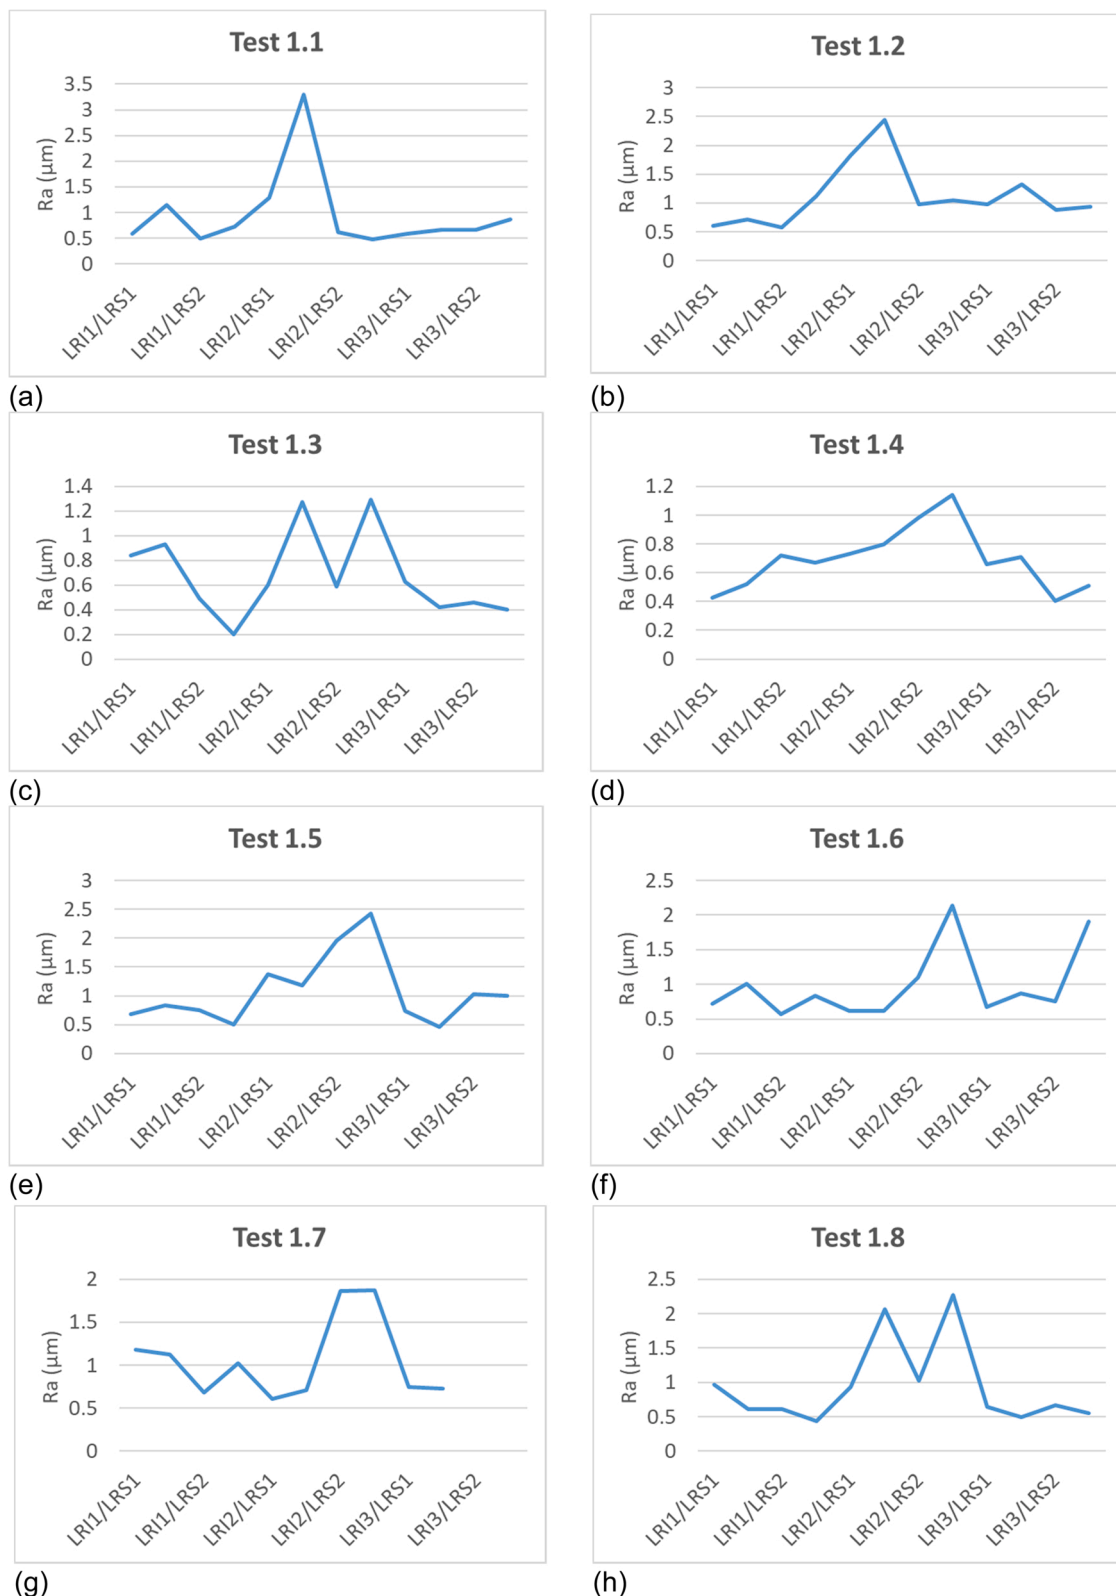 Test 1.1
3.5
3
2.5
2
1.5
1
0.5
0
Ra (µm)
LRI1/LRS1
LRI1/LRS2
LRI2/LRS1
LRI2/LRS2
LRI3/LRS1
LRI3/LRS2
(a)
Test 1.2
3
2.5
2
1.5
1
0.5
0
Ra (µm)
LRI1/LRS1
LRI1/LRS2
LRI2/LRS1
LRI2/LRS2
LRI3/LRS1
LRI3/LRS2
(b)
Test 1.3
1.4
1.2
1
0.8
0.6
0.4
0.2
0
Ra (µm)
LRI1/LRS1
LRI1/LRS2
LRI2/LRS1
LRI2/LRS2
LRI3/LRS1
LRI3/LRS2
(c)
Test 1.4
1.2
1
0.8
0.6
0.4
0.2
0
Ra (µm)
LRI1/LRS1
LRI1/LRS2
LRI2/LRS1
LRI2/LRS2
LRI3/LRS1
LRI3/LRS2
(d)
Test 1.5
3
2.5
2
1.5
1
0.5
0
Ra (µm)
LRI1/LRS1
LRI1/LRS2
LRI2/LRS1
LRI2/LRS2
LRI3/LRS1
LRI3/LRS2
(e)
Test 1.6
2.5
2
1.5
1
0.5
0
Ra (µm)
LRI1/LRS1
LRI1/LRS2
LRI2/LRS1
LRI2/LRS2
LRI3/LRS1
LRI3/LRS2
(f)
Test 1.7
2
1.5
1
0.5
0
Ra (µm)
LRI1/LRS1
LRI1/LRS2
LRI2/LRS1
LRI2/LRS2
LRI3/LRS1
LRI3/LRS2
(g)
Test 1.8
2.5
2
1.5
1
0.5
0
Ra (µm)
LRI1/LRS1
LRI1/LRS2
LRI2/LRS1
LRI2/LRS2
LRI3/LRS1
LRI3/LRS2
(h)